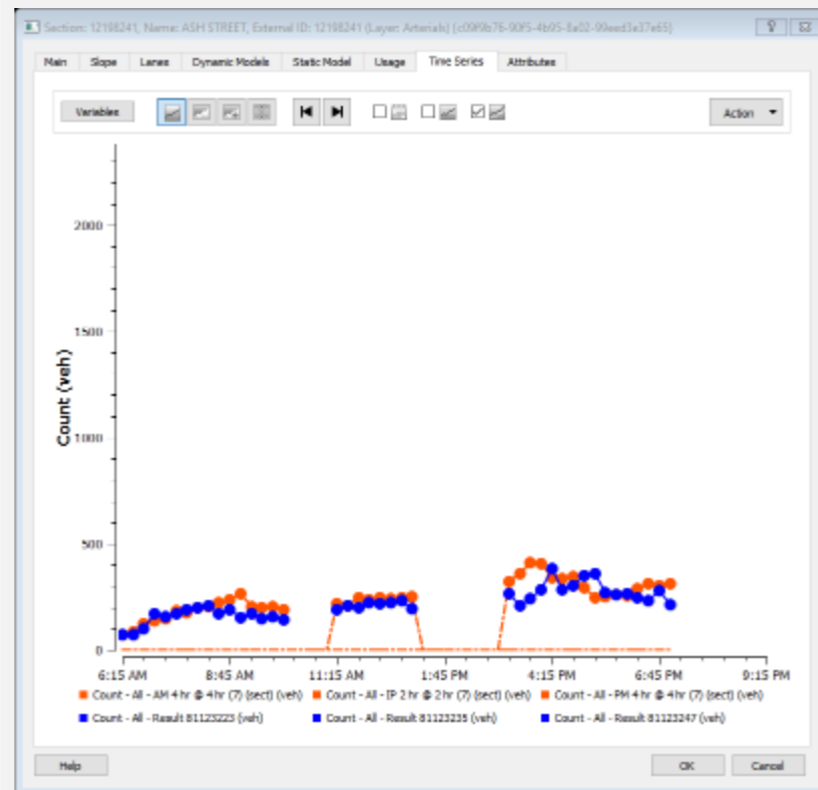 Section: 12198241, Name: ASH STREET, External ID: 12198241 (Layer: Arterials) {c09f9b76-90f5-4b95-8a02-99eed3a37e65}
Main Slope Lanes Dynamic Models Static Model Usage Time Series Attributes
Variables Action
Count (veh)
2000
1500
1000
500
0
6:15 AM 8:45 AM 11:15 AM 1:45 PM 4:15 PM 6:45 PM 9:15 PM
Count - All - AM 4 hr @ 4 hr (7) (sect) (veh) Count - All - IP 2 hr @ 2 hr (7) (sect) (veh) Count - All - PM 4 hr @ 4 hr (7) (sect) (veh)
Count - All - Result 81123223 (veh) Count - All - Result 81123235 (veh) Count - All - Result 81123247 (veh)
Help OK Cancel